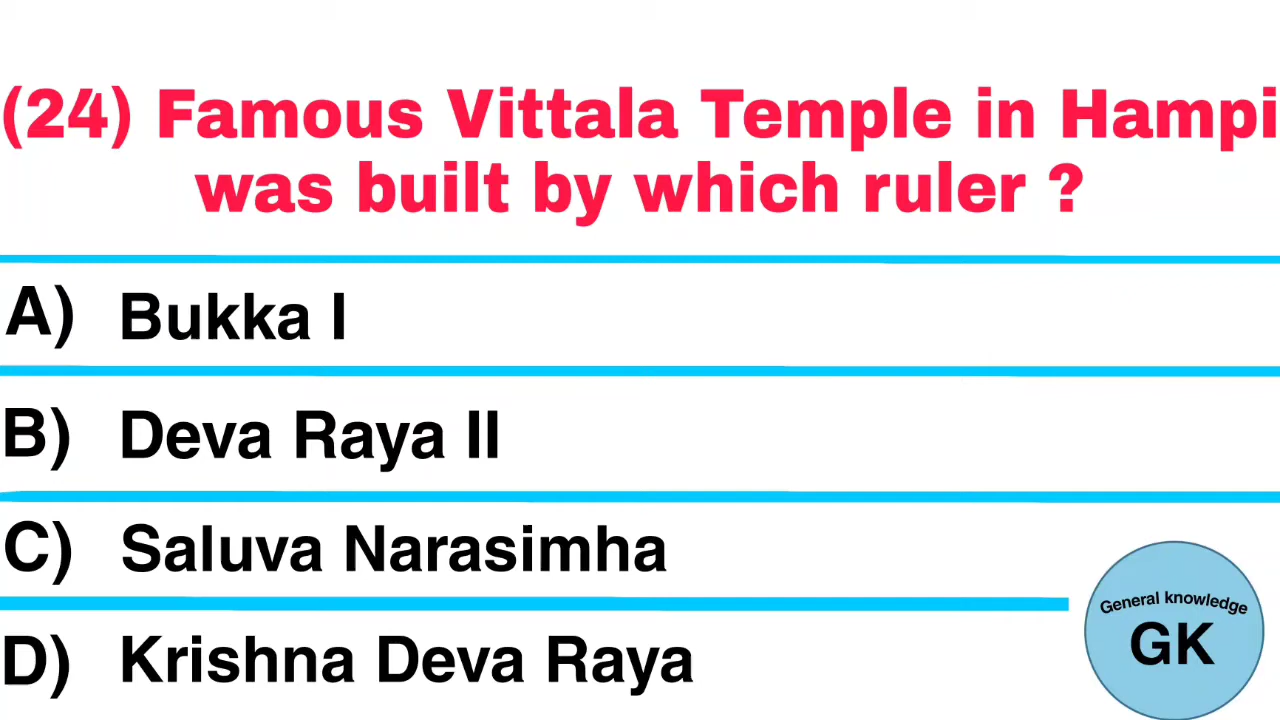 (24) Famous Vittala Temple in Hampi
was built by which ruler ?
A) Bukka I
B) Deva Raya II
C) Saluva Narasimha
D) Krishna Deva Raya
General knowledge
GK